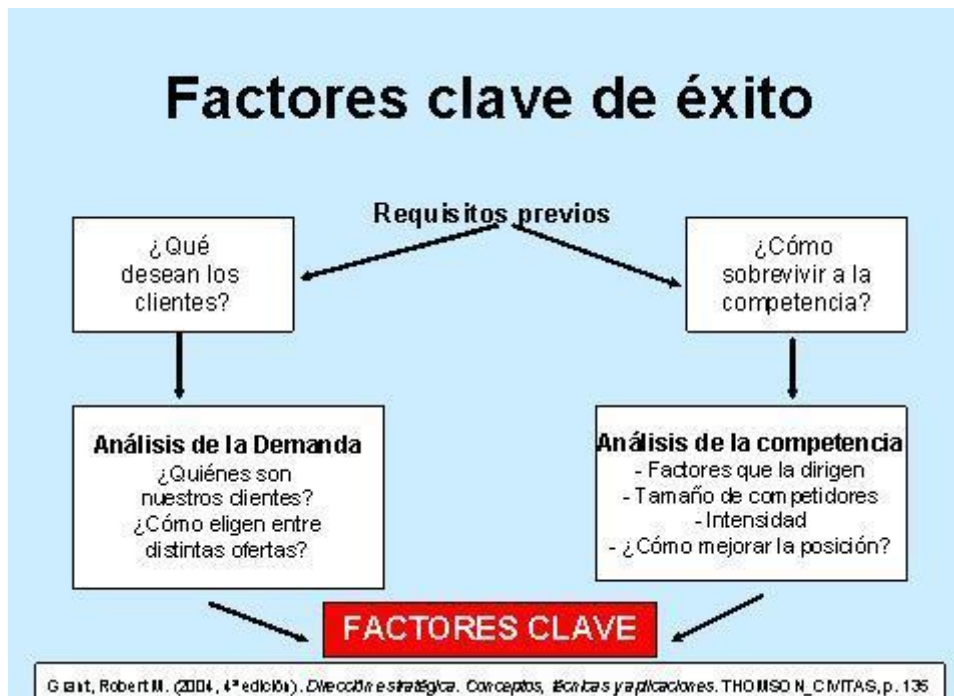 Factores clave de éxito
Requisitos previos
¿Qué
desean los
clientes?
¿Cómo
sobrevivir a la
competencia?
Análisis de la Demanda
¿Quiénes son
nuestros clientes?
¿Cómo eligen entre
distintas ofertas?
Análisis de la competencia
- Factores que la dirigen
- Tamaño de competidores
- Intensidad
- ¿Cómo mejorar la posición?
FACTORES CLAVE
Grant, Robert M. (2004, 4ª edición). Dirección estratégica. Conceptos, técnicas y aplicaciones. THOMSON_CIVITAS, p. 135